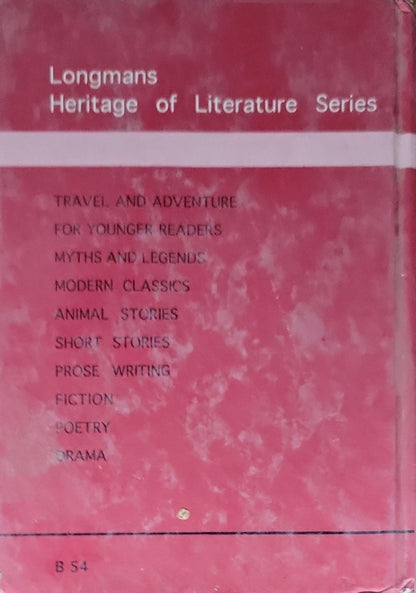 Longmans
Heritage of Literature Series
TRAVEL AND ADVENTURE
FOR YOUNGER READERS
MYTHS AND LEGENDS
MODERN CLASSICS
ANIMAL STORIES
SHORT STORIES
PROSE WRITING
FICTION
POETRY
DRAMA
B 54